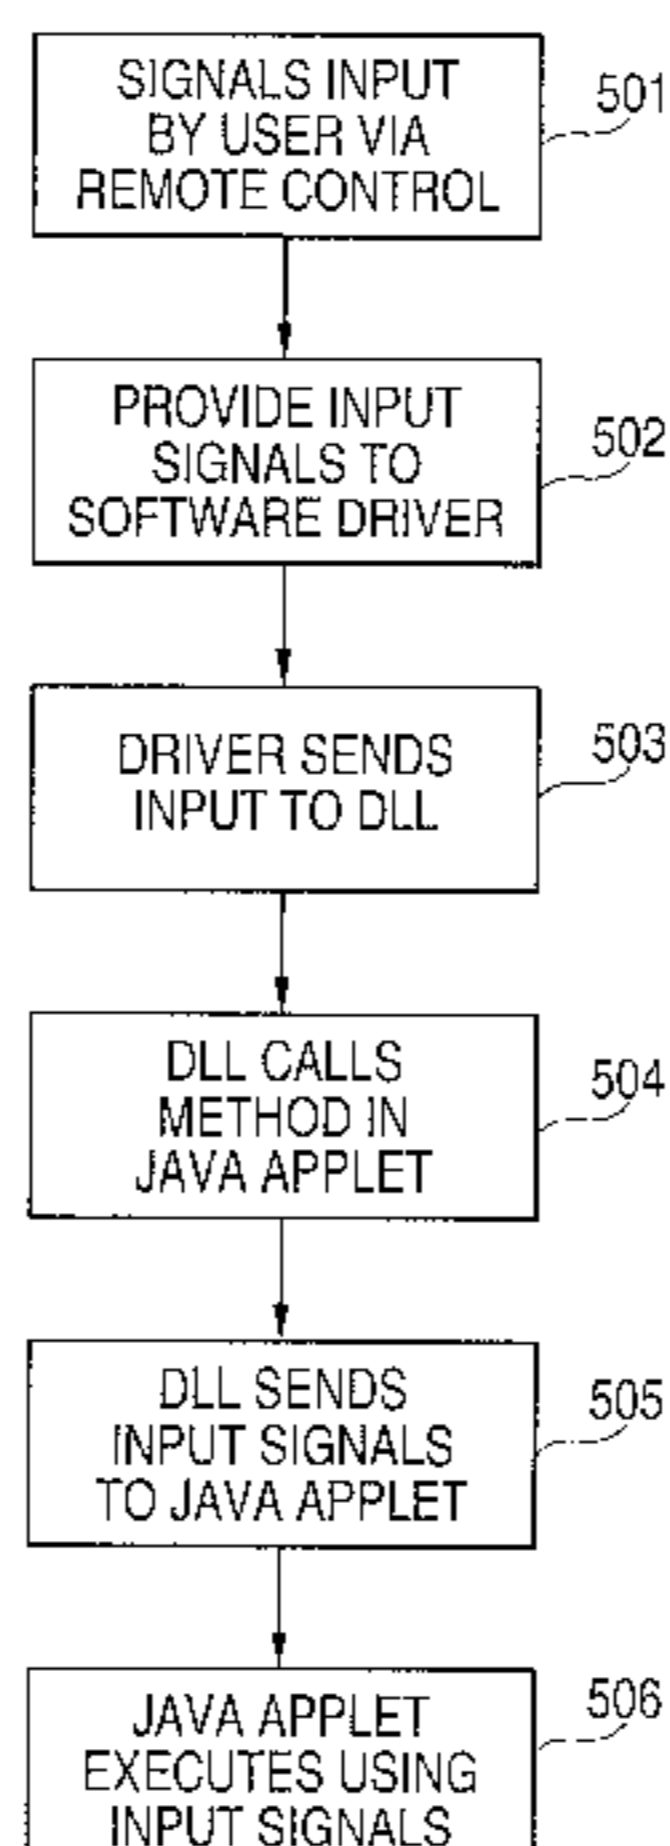 SIGNALS INPUT
BY USER VIA
REMOTE CONTROL
501
PROVIDE INPUT
SIGNALS TO
SOFTWARE DRIVER
502
DRIVER SENDS
INPUT TO DLL
503
DLL CALLS
METHOD IN
JAVA APPLET
504
DLL SENDS
INPUT SIGNALS
TO JAVA APPLET
505
JAVA APPLET
EXECUTES USING
INPUT SIGNALS
506